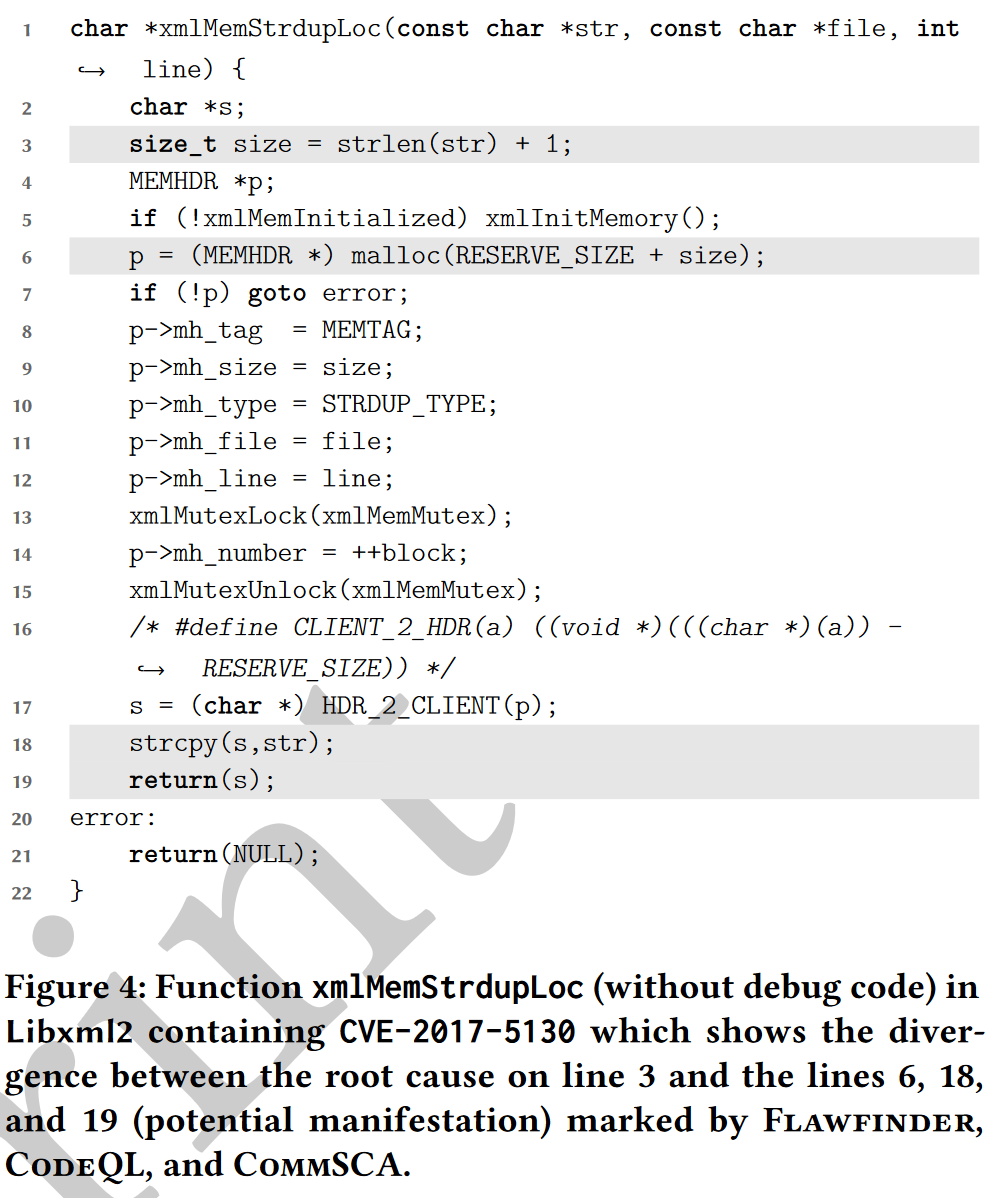 1 char *xmlMemStrdupLoc(const char *str, const char *file, int
↪ line) {
2 char *s;
3 size_t size = strlen(str) + 1;
4 MEMHDR *p;
5 if (!xmlMemInitialized) xmlInitMemory();
6 p = (MEMHDR *) malloc(RESERVE_SIZE + size);
7 if (!p) goto error;
8 p->mh_tag  = MEMTAG;
9 p->mh_size = size;
10 p->mh_type = STRDUP_TYPE;
11 p->mh_file = file;
12 p->mh_line = line;
13 xmlMutexLock(xmlMemMutex);
14 p->mh_number = ++block;
15 xmlMutexUnlock(xmlMemMutex);
16 /* #define CLIENT_2_HDR(a) ((void *)(((char *)(a)) -
↪ RESERVE_SIZE)) */
17 s = (char *) HDR_2_CLIENT(p);
18 strcpy(s,str);
19 return(s);
20 error:
21 return(NULL);
22 }
Figure 4: Function xmlMemStrdupLoc (without debug code) in
Libxml2 containing CVE-2017-5130 which shows the diver-
gence between the root cause on line 3 and the lines 6, 18,
and 19 (potential manifestation) marked by Flawfinder,
CodeQL, and CommSCA.
rint